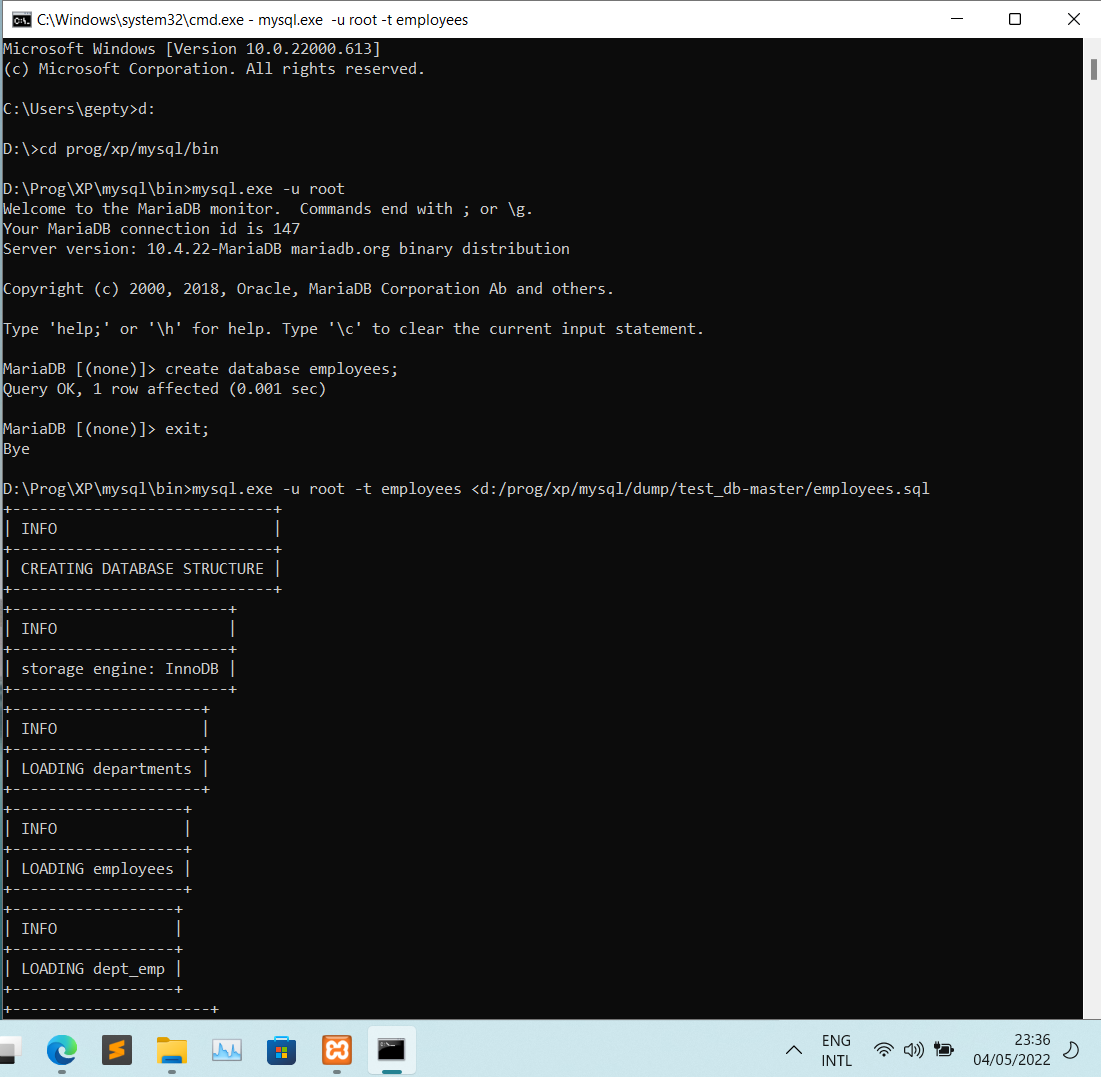 C:\Windows\system32\cmd.exe - mysql.exe  -u root -t employees
Microsoft Windows [Version 10.0.22000.613]
(c) Microsoft Corporation. All rights reserved.
C:\Users\gepty>d:
D:\>cd prog/xp/mysql/bin
D:\Prog\XP\mysql\bin>mysql.exe -u root
Welcome to the MariaDB monitor.  Commands end with ; or \g.
Your MariaDB connection id is 147
Server version: 10.4.22-MariaDB mariadb.org binary distribution
Copyright (c) 2000, 2018, Oracle, MariaDB Corporation Ab and others.
Type 'help;' or '\h' for help. Type '\c' to clear the current input statement.
MariaDB [(none)]> create database employees;
Query OK, 1 row affected (0.001 sec)
MariaDB [(none)]> exit;
Bye
D:\Prog\XP\mysql\bin>mysql.exe -u root -t employees <d:/prog/xp/mysql/dump/test_db-master/employees.sql
+-----------------------------+
| INFO                        |
+-----------------------------+
| CREATING DATABASE STRUCTURE |
+-----------------------------+
+------------------------+
| INFO                   |
+------------------------+
| storage engine: InnoDB |
+------------------------+
+---------------------+
| INFO                |
+---------------------+
| LOADING departments |
+---------------------+
+-------------------+
| INFO              |
+-------------------+
| LOADING employees |
+-------------------+
+------------------+
| INFO             |
+------------------+
| LOADING dept_emp |
+------------------+
+----------------------+
ENG
INTL
23:36
04/05/2022